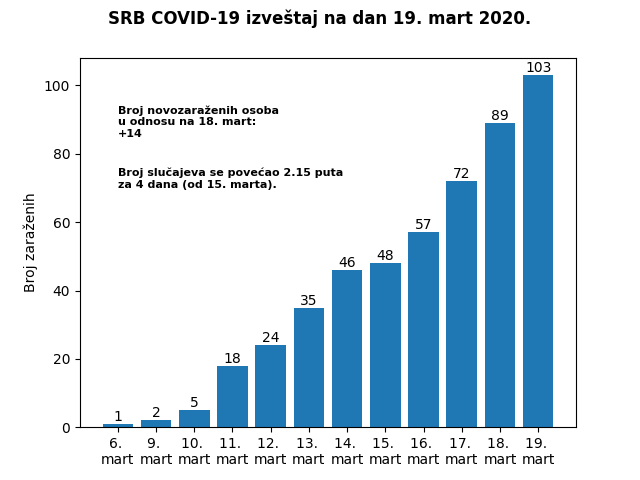 SRB COVID-19 izveštaj na dan 19. mart 2020.
Broj novozaraženih osoba
u odnosu na 18. mart:
+14
Broj slučajeva se povećao 2.15 puta
za 4 dana (od 15. marta).
Broj zaraženih
100
80
60
40
20
0
1 2 5 18 24 35 46 48 57 72 89 103
6. 9. 10. 11. 12. 13. 14. 15. 16. 17. 18. 19.
mart mart mart mart mart mart mart mart mart mart mart mart